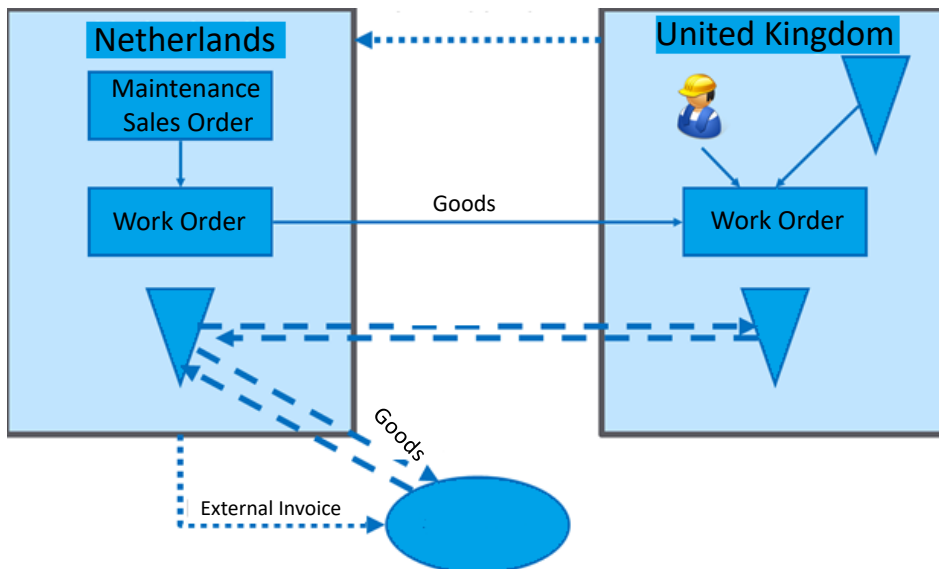 Netherlands
United Kingdom
Maintenance
Sales Order
Work Order
Goods
Work Order
Goods
External Invoice